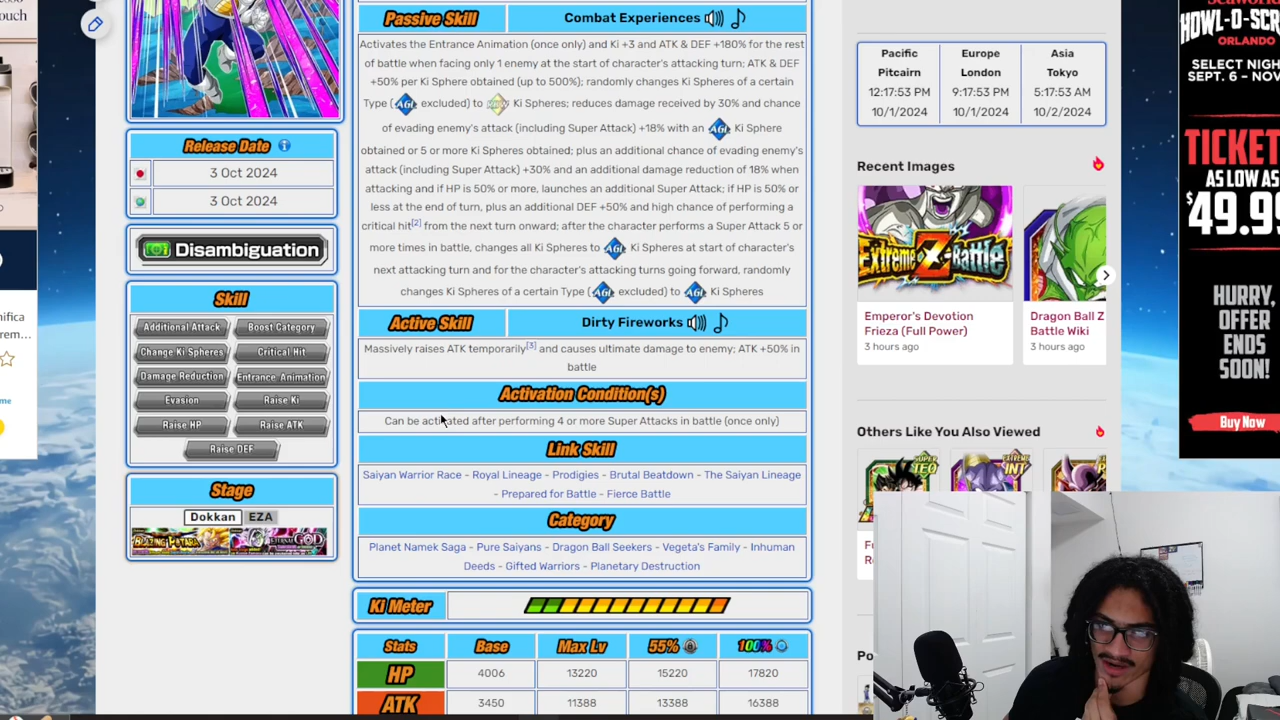 ouch
Passive Skill
Combat Experiences
Activates the Entrance Animation(once only) and Ki +3 and ATK & DEF +180% for the rest
of battle when facing only 1 enemy at the start of character's attacking turn; ATK & DEF
+50% per Ki Sphere obtained (up to 500%); randomly changes Ki Spheres of a certain
Type (AGL excluded) to Ki Spheres; reduces damage received by 30% and chance
of evading enemy's attack (including Super Attack) +18% with an AGL Ki Sphere
obtained or 5 or more Ki Spheres obtained; plus an additional chance of evading enemy's
attack (including Super Attack) +30% and an additional damage reduction of 18% when
attacking and if HP is 50% or more, launches an additional Super Attack; if HP is 50% or
less at the end of turn, plus an additional DEF +50% and high chance of performing a
critical hit[2] from the next turn onward; after the character performs a Super Attack 5 or
more times in battle, changes all Ki Spheres to AGL Ki Spheres at start of character's
next attacking turn and for the character's attacking turns going forward, randomly
changes Ki Spheres of a certain Type (AGL excluded) to AGL Ki Spheres
Active Skill
Dirty Fireworks
Massively raises ATK temporarily[3] and causes ultimate damage to enemy; ATK +50% in
battle
Activation Condition(s)
Can be activated after performing 4 or more Super Attacks in battle (once only)
Link Skill
Saiyan Warrior Race - Royal Lineage - Prodigies - Brutal Beatdown - The Saiyan Lineage
- Prepared for Battle - Fierce Battle
Category
Planet Namek Saga - Pure Saiyans - Dragon Ball Seekers - Vegeta's Family - Inhuman
Deeds - Gifted Warriors - Planetary Destruction
Ki Meter
Stats Base Max Lv 55% 100%
HP 4006 13220 15220 17820
ATK 3450 11388 13388 16388
Release Date
3 Oct 2024
3 Oct 2024
Disambiguation
Skill
Additional Attack Boost Category
Change Ki Spheres Critical Hit
Damage Reduction Entrance Animation
Evasion Raise Ki
Raise HP Raise ATK
Raise DEF
Stage
Dokkan EZA
Pacific Europe Asia
Pitcairn London Tokyo
12:17:53 PM 9:17:53 PM 5:17:53 AM
10/1/2024 10/1/2024 10/2/2024
Recent Images
Extreme Z-Battle
Emperor's Devotion Dragon Ball Z
Frieza (Full Power) Battle Wiki
3 hours ago 3 hours ago
Others Like You Also Viewed
HOWL-O-SCR
ORLANDO
SELECT NIGH
SEPT. 6 - NOV
TICKET
AS LOW AS
$49.99
HURRY,
OFFER
ENDS
SOON!
Buy Now